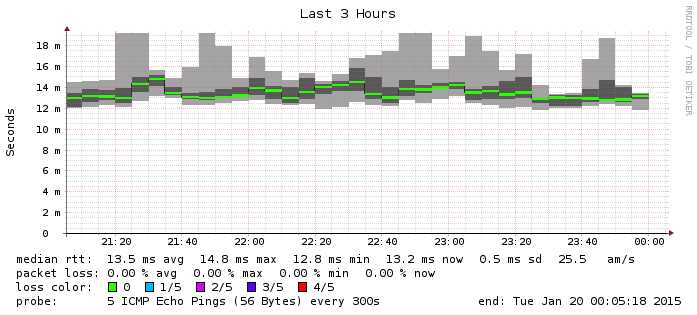 Last 3 Hours
RRDTOOL / TOBI OETIKER
Seconds
18 m
16 m
14 m
12 m
10 m
8 m
6 m
4 m
2 m
0
21:20 21:40 22:00 22:20 22:40 23:00 23:20 23:40 00:00
median rtt: 13.5 ms avg 14.8 ms max 12.8 ms min 13.2 ms now 0.5 ms sd 25.5 am/s
packet loss: 0.00 % avg 0.00 % max 0.00 % min 0.00 % now
loss color: 0 1/5 2/5 3/5 4/5
probe: 5 ICMP Echo Pings (56 Bytes) every 300s end: Tue Jan 20 00:05:18 2015